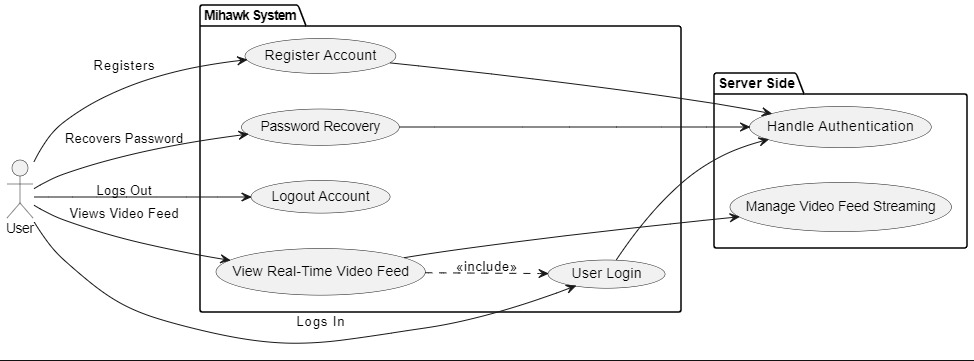 Mihawk System
Register Account
Registers
Server Side
Recovers Password
Password Recovery
Handle Authentication
Logs Out
Logout Account
User
Views Video Feed
Manage Video Feed Streaming
View Real-Time Video Feed
«include»
User Login
Logs In